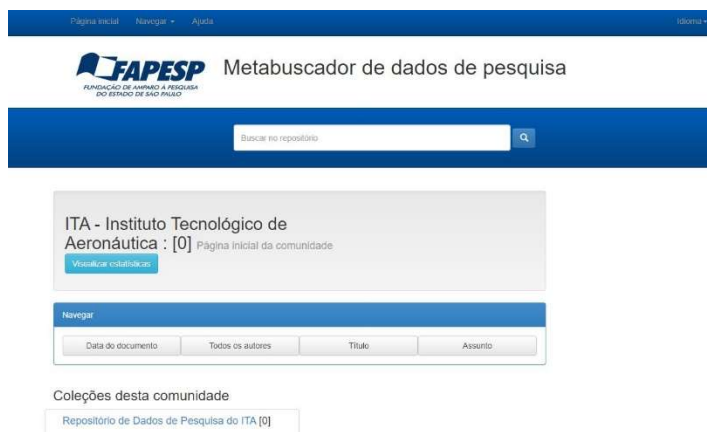 Página inicial Navegar Ajuda Idioma
FAPESP
FUNDAÇÃO DE AMPARO À PESQUISA
DO ESTADO DE SÃO PAULO
Metabuscador de dados de pesquisa
Buscar no repositório
ITA - Instituto Tecnológico de
Aeronáutica : [0] Página inicial da comunidade
Visualizar estatísticas
Navegar
Data do documento Todos os autores Título Assunto
Coleções desta comunidade
Repositório de Dados de Pesquisa do ITA [0]